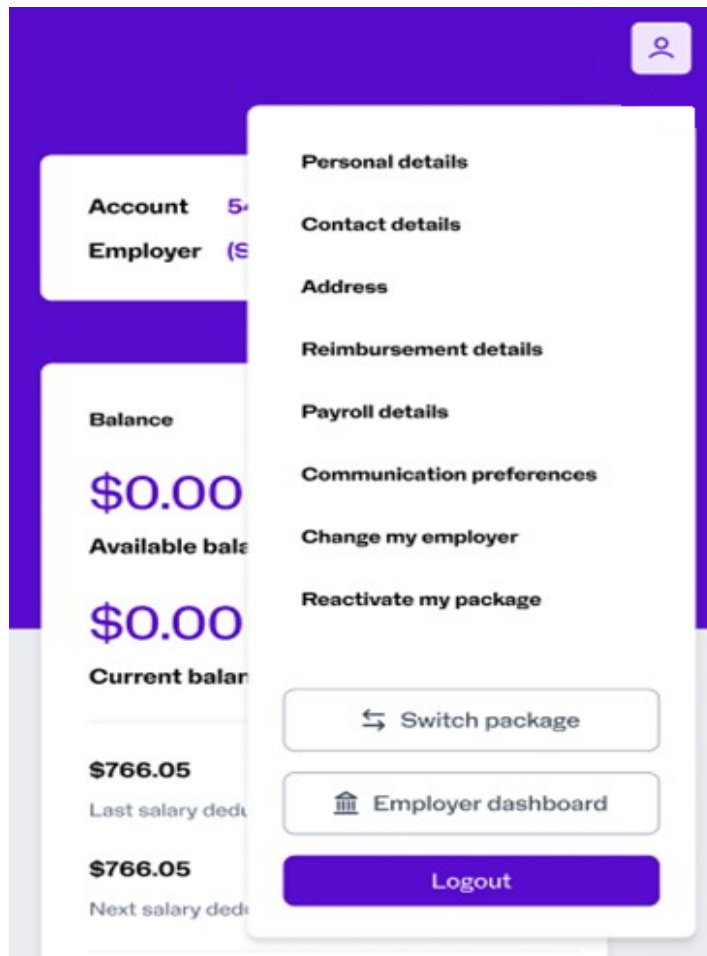 Account 54
Employer (S
Balance
$0.00
Available bala
$0.00
Current balan
$766.05
Last salary dedu
$766.05
Next salary dedu
Personal details
Contact details
Address
Reimbursement details
Payroll details
Communication preferences
Change my employer
Reactivate my package
Switch package
Employer dashboard
Logout